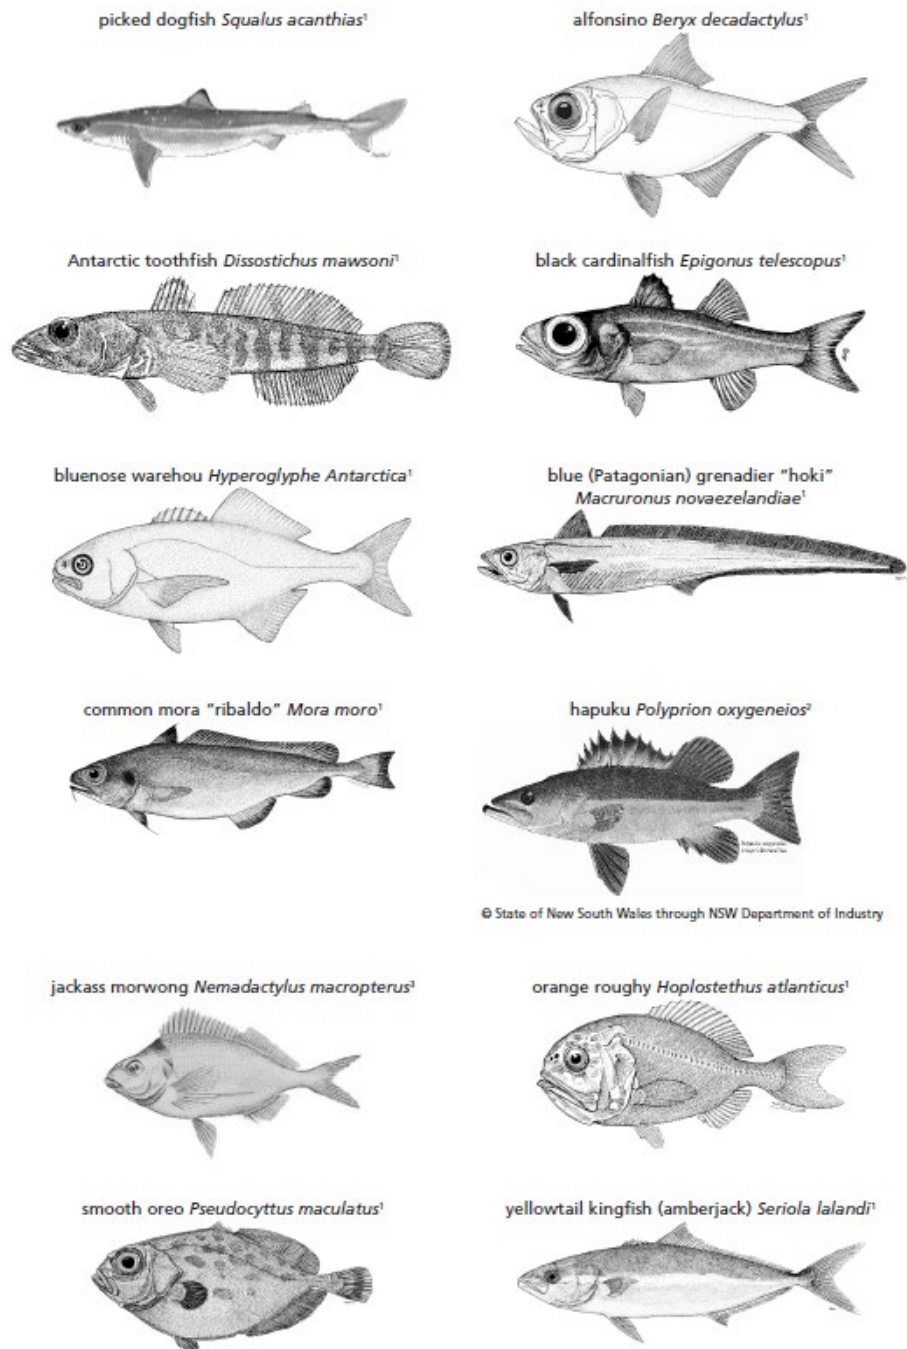 picked dogfish Squalus acanthias¹
alfonsino Beryx decadactylus¹
Antarctic toothfish Dissostichus mawsoni¹
black cardinalfish Epigonus telescopus¹
bluenose warehou Hyperoglyphe Antarctica¹
blue (Patagonian) grenadier "hoki"
Macruronus novaezelandiae¹
common mora "ribaldo" Mora moro¹
hapuku Polyprion oxygeneios²
© State of New South Wales through NSW Department of Industry
jackass morwong Nemadactylus macropterus³
orange roughy Hoplostethus atlanticus¹
smooth oreo Pseudocyttus maculatus¹
yellowtail kingfish (amberjack) Seriola lalandi¹